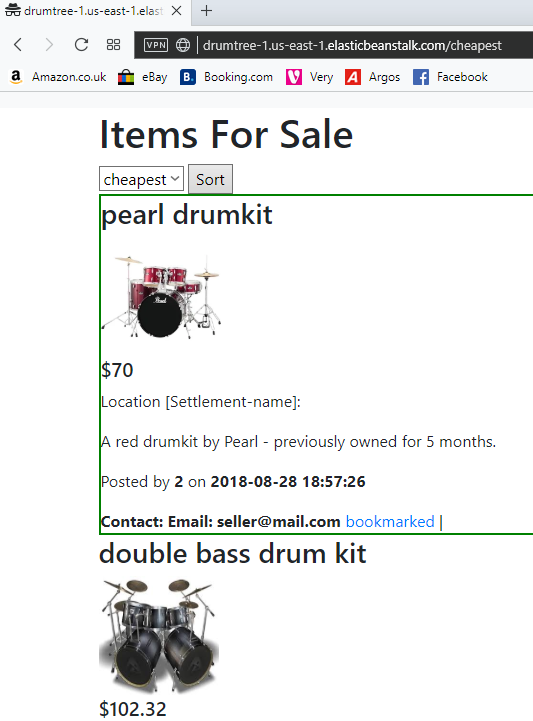 drumtree-1.us-east-1.elast
VPN drumtree-1.us-east-1.elasticbeanstalk.com/cheapest
a Amazon.co.uk eBay B. Booking.com V Very A Argos f Facebook
Items For Sale
cheapest Sort
pearl drumkit
Pearl
$70
Location [Settlement-name]:
A red drumkit by Pearl - previously owned for 5 months.
Posted by 2 on 2018-08-28 18:57:26
Contact: Email: seller@mail.com bookmarked |
double bass drum kit
$102.32